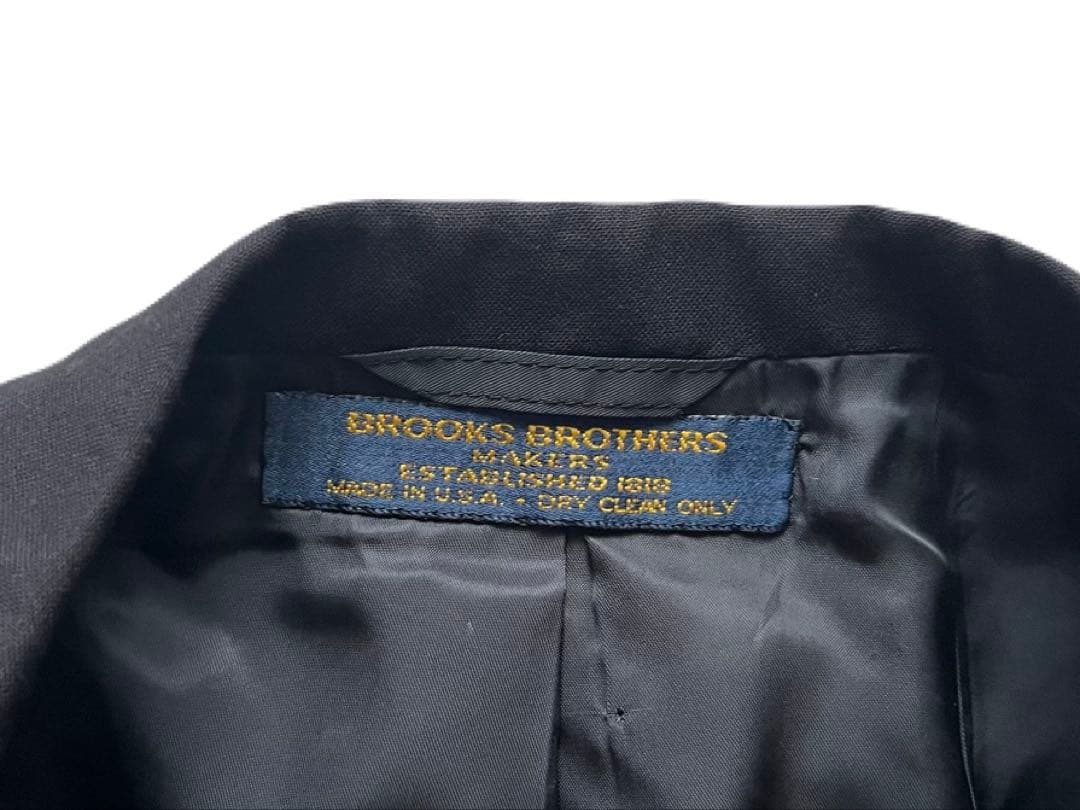 BROOKS BROTHERS
MAKERS
ESTABLISHED 1818
MADE IN U.S.A. • DRY CLEAN ONLY